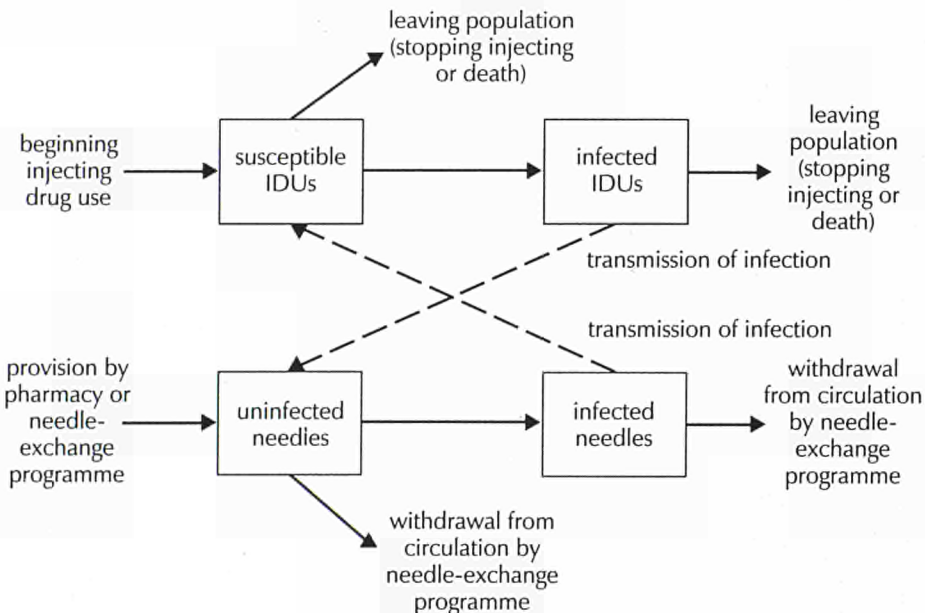 leaving population
(stopping injecting
or death)
beginning
injecting
drug use
susceptible
IDUs
infected
IDUs
leaving
population
(stopping
injecting or
death)
transmission of infection
transmission of infection
provision by
pharmacy or
needle-
exchange
programme
uninfected
needies
infected
needles
withdrawal
from circulation
by needle-
exchange
programme
withdrawal from
circulation by
needle-exchange
programme